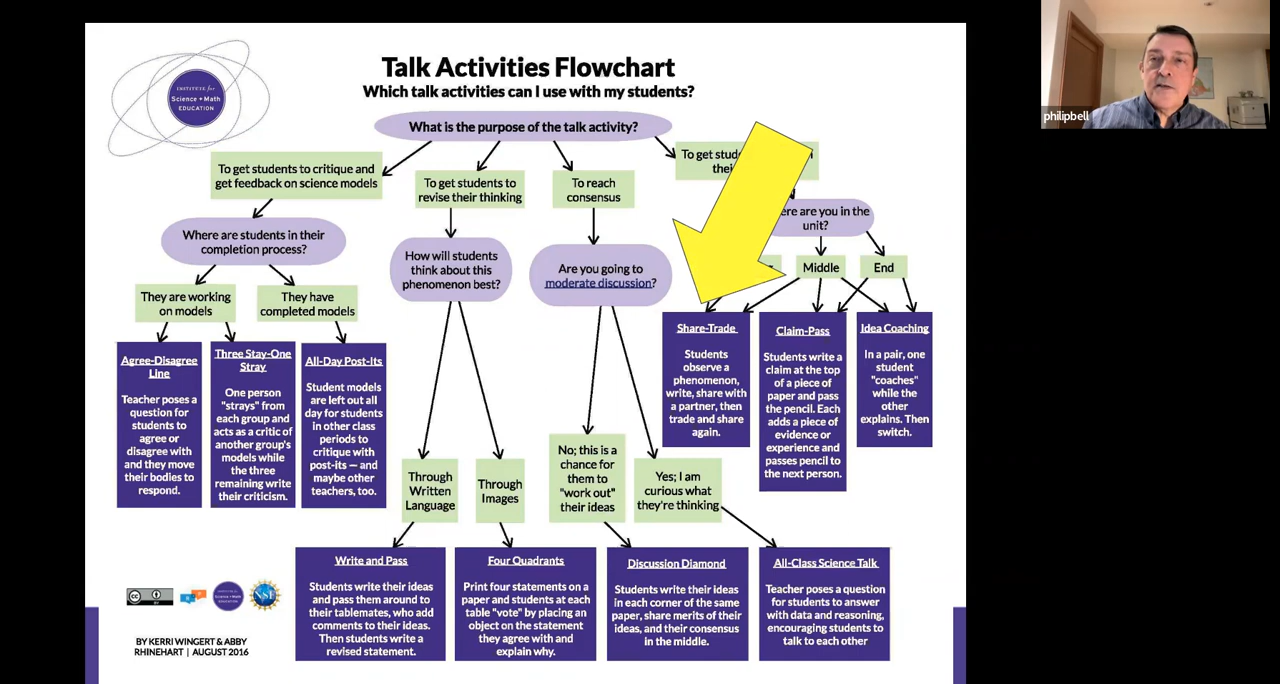 INSTITUTE for
Science + Math
EDUCATION
Talk Activities Flowchart
Which talk activities can I use with my students?
philipbell
What is the purpose of the talk activity?
To get students to critique and
get feedback on science models
To get students to
revise their thinking
To reach
consensus
To get
Where are students in their
completion process?
How will students
think about this
phenomenon best?
Are you going to
moderate discussion?
are you in the
unit?
Middle
End
They are working
on models
They have
completed models
Agree-Disagree
Line
Teacher poses a
question for
students to
agree or
disagree with
and they move
their bodies to
respond.
Three Stay-One
Stray
One person
"strays" from
each group and
acts as a critic of
another group's
models while
the three
remaining write
their criticism.
All-Day Post-Its
Student models
are left out all
day for students
in other class
periods to
critique with
post-its — and
maybe other
teachers, too.
Share-Trade
Students
observe a
phenomenon,
write, share with
a partner, then
trade and share
again.
Claim-Pass
Students write a
claim at the top
of a piece of
paper and pass
the pencil. Each
adds a piece of
evidence or
experience and
passes pencil to
the next person.
Idea Coaching
In a pair, one
student
"coaches"
while the
other
explains. Then
switch.
Through
Written
Language
Through
Images
No; this is a
chance for
them to
"work out"
their ideas
Yes; I am
curious what
they're thinking
Write and Pass
Students write their ideas
and pass them around to
their tablemates, who add
comments to their ideas.
Then students write a
revised statement.
Four Quadrants
Print four statements on a
paper and students at each
table "vote" by placing an
object on the statement
they agree with and
explain why.
Discussion Diamond
Students write their ideas
in each corner of the same
paper, share merits of their
ideas, and their consensus
in the middle.
All-Class Science Talk
Teacher poses a question
for students to answer
with data and reasoning,
encouraging students to
talk to each other
cc
BY
NSF
BY KERRI WINGERT & ABBY
RHINEHART | AUGUST 2016